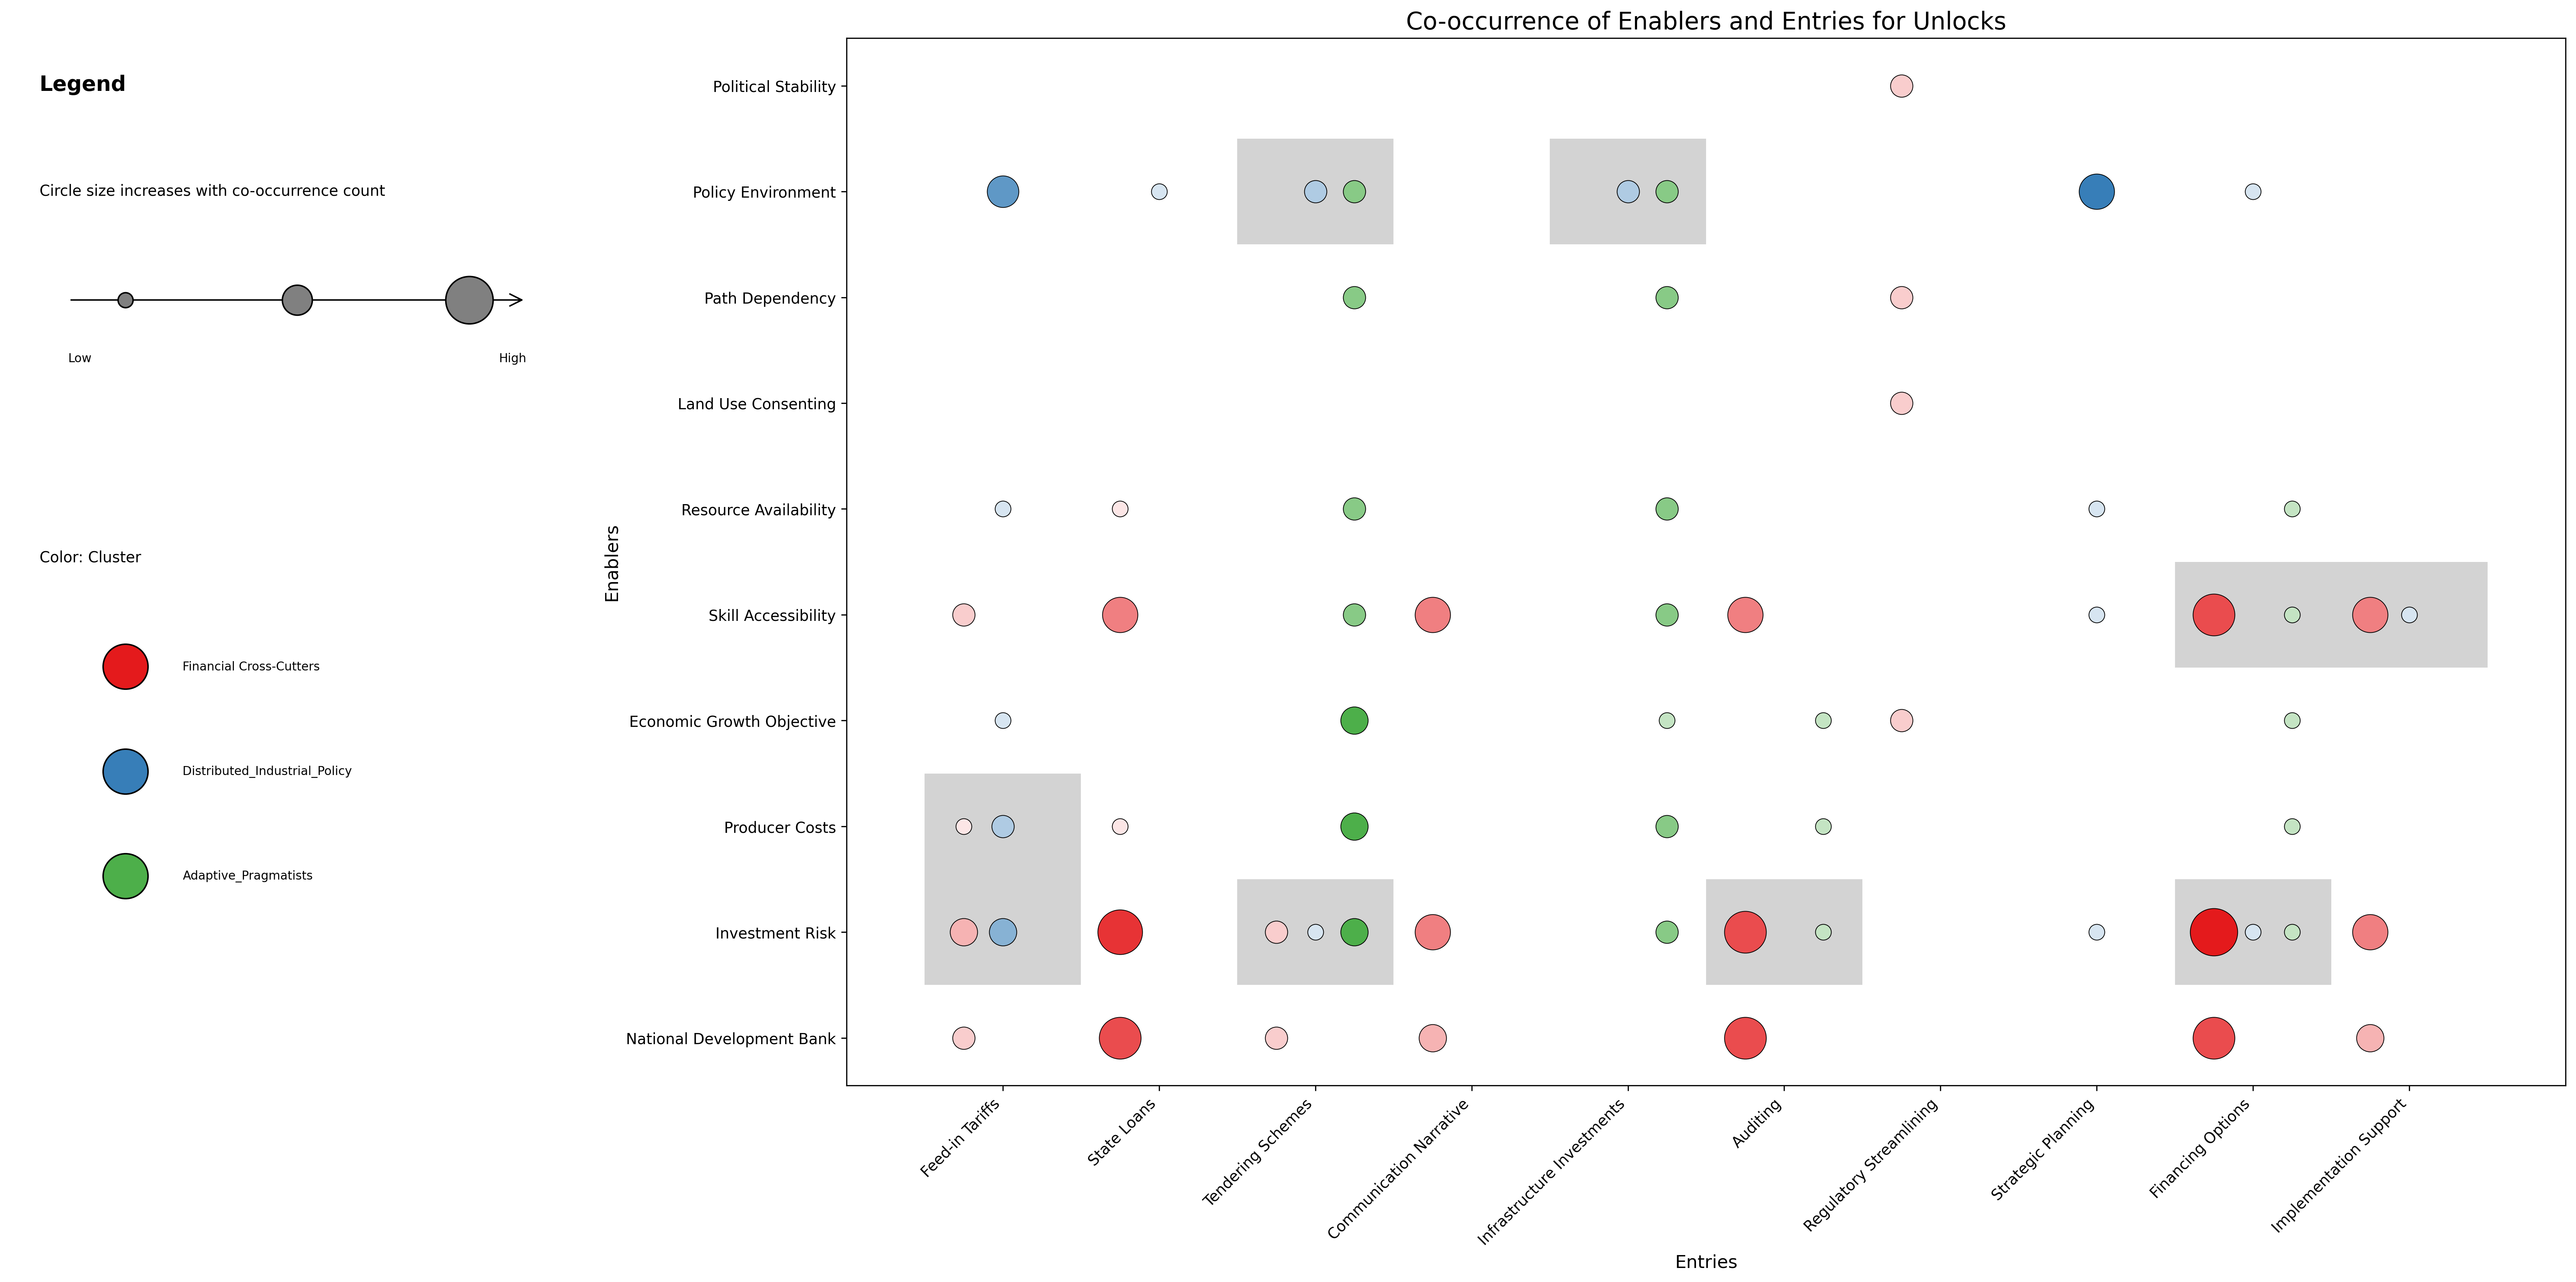 Co-occurrence of Enablers and Entries for Unlocks
Legend
Circle size increases with co-occurrence count
Low
High
Color: Cluster
Financial Cross-Cutters
Distributed_Industrial_Policy
Adaptive_Pragmatists
Enablers
Political Stability
Policy Environment
Path Dependency
Land Use Consenting
Resource Availability
Skill Accessibility
Economic Growth Objective
Producer Costs
Investment Risk
National Development Bank
Feed-in Tariffs
State Loans
Tendering Schemes
Communication Narrative
Infrastructure Investments
Auditing
Regulatory Streamlining
Strategic Planning
Financing Options
Implementation Support
Entries